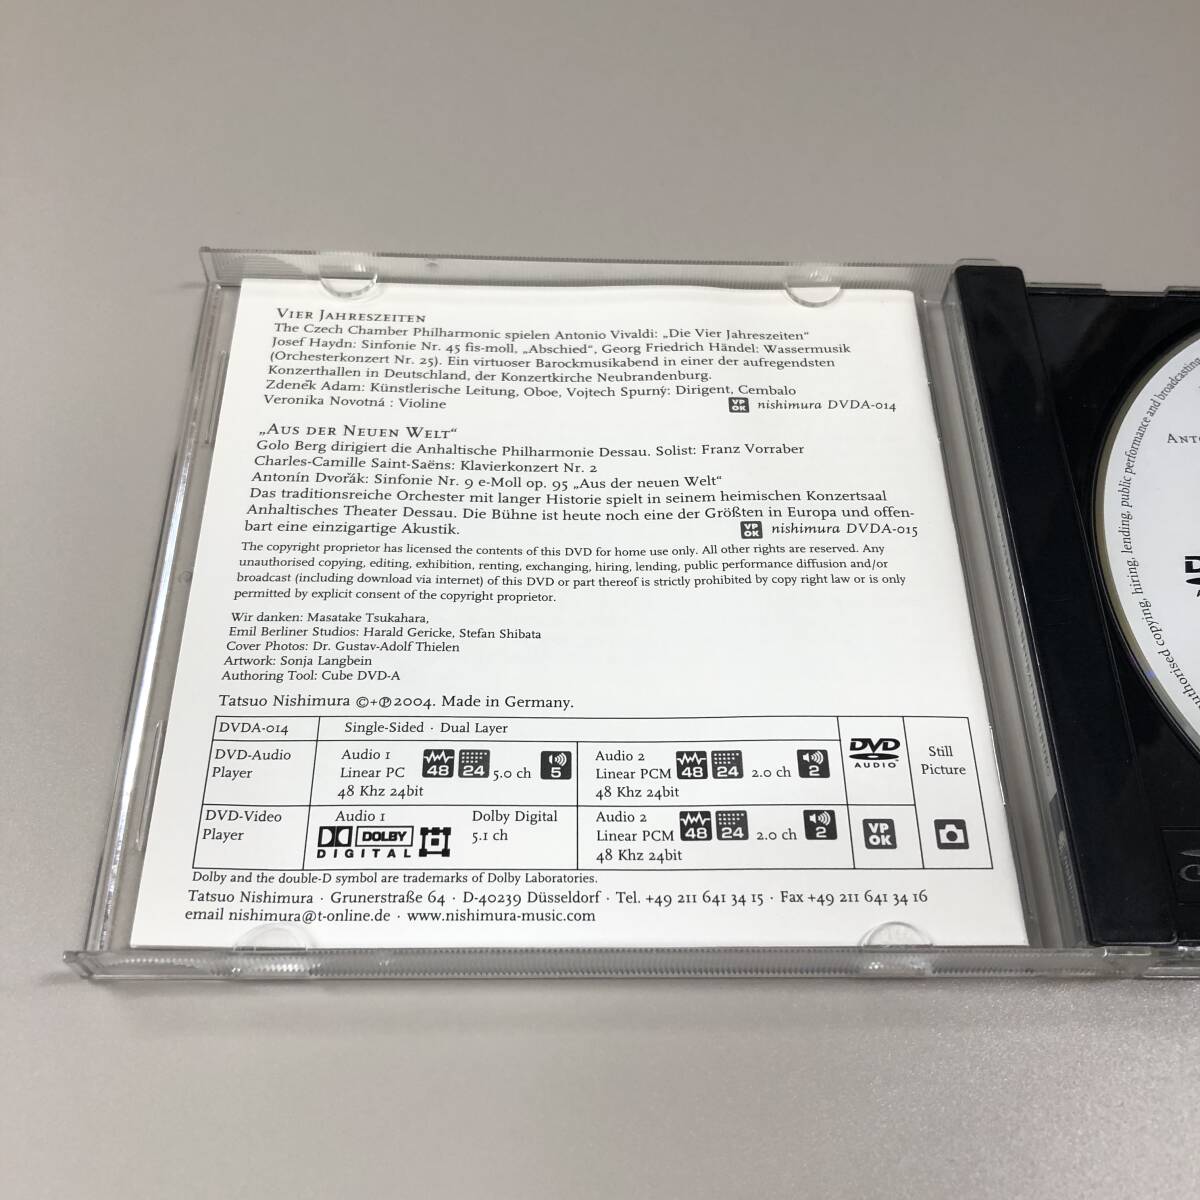 VIER JAHRESZEITEN
The Czech Chamber Philharmonic spielen Antonio Vivaldi: „Die Vier Jahreszeiten“
Josef Haydn: Sinfonie Nr. 45 fis-moll, „Abschied“, Georg Friedrich Händel: Wassermusik
(Orchesterkonzert Nr. 25). Ein virtuoser Barockmusikabend in einer der aufregendsten
Konzerthallen in Deutschland, der Konzertkirche Neubrandenburg.
Zdeněk Adam: Künstlerische Leitung, Oboe, Vojtech Spurný: Dirigent, Cembalo
Veronika Novotná : Violine VP OK nishimura DVDA-014
„AUS DER NEUEN WELT“
Golo Berg dirigiert die Anhaltische Philharmonie Dessau. Solist: Franz Vorraber
Charles-Camille Saint-Saëns: Klavierkonzert Nr. 2
Antonín Dvořák: Sinfonie Nr. 9 e-Moll op. 95 „Aus der neuen Welt“
Das traditionsreiche Orchester mit langer Historie spielt in seinem heimischen Konzertsaal
Anhaltisches Theater Dessau. Die Bühne ist heute noch eine der Größten in Europa und offen-
bart eine einzigartige Akustik. VP OK nishimura DVDA-015
The copyright proprietor has licensed the contents of this DVD for home use only. All other rights are reserved. Any
unauthorised copying, editing, exhibition, renting, exchanging, hiring, lending, public performance diffusion and/or
broadcast (including download via internet) of this DVD or part thereof is strictly prohibited by copy right law or is only
permitted by explicit consent of the copyright proprietor.
Wir danken: Masatake Tsukahara,
Emil Berliner Studios: Harald Gericke, Stefan Shibata
Cover Photos: Dr. Gustav-Adolf Thielen
Artwork: Sonja Langbein
Authoring Tool: Cube DVD-A
Tatsuo Nishimura ©+℗2004. Made in Germany.
DVDA-014 Single-Sided · Dual Layer
DVD-Audio
Player
Audio 1
Linear PC 48 24 5.0 ch 5
48 Khz 24bit
Audio 2
Linear PCM 48 24 2.0 ch 2
48 Khz 24bit
DVD
AUDIO
Still
Picture
DVD-Video
Player
Audio 1 Dolby Digital
DOLBY 5.1 ch
DIGITAL
Audio 2
Linear PCM 48 24 2.0 ch 2
48 Khz 24bit
VP
OK
Dolby and the double-D symbol are trademarks of Dolby Laboratories.
Tatsuo Nishimura · Grunerstraße 64 · D-40239 Düsseldorf · Tel. +49 211 641 34 15 · Fax +49 211 641 34 16
email nishimura@t-online.de · www.nishimura-music.com
authorised copying, hiring, lending, public performance and broadcasting